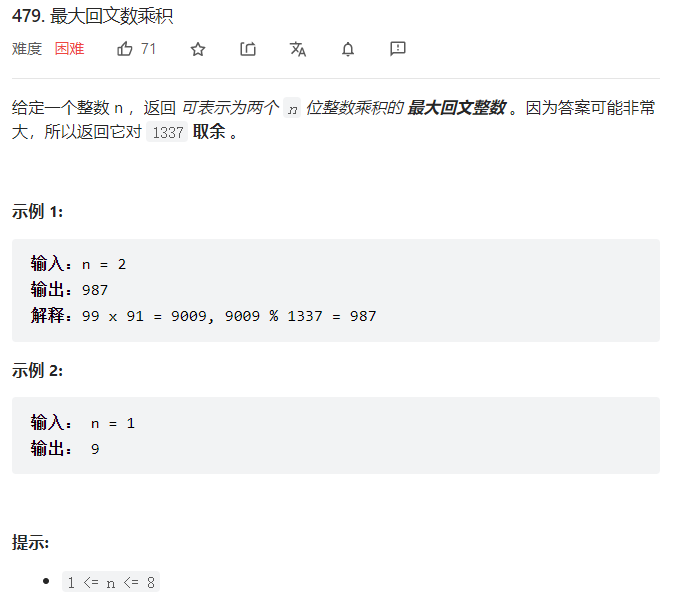 479. 最大回文数乘积
难度 困难 71
给定一个整数 n ，返回 可表示为两个 n 位整数乘积的 最大回文整数 。因为答案可能非常
大，所以返回它对 1337 取余 。
示例 1:
输入：n = 2
输出：987
解释：99 x 91 = 9009, 9009 % 1337 = 987
示例 2:
输入： n = 1
输出： 9
提示:
1 <= n <= 8